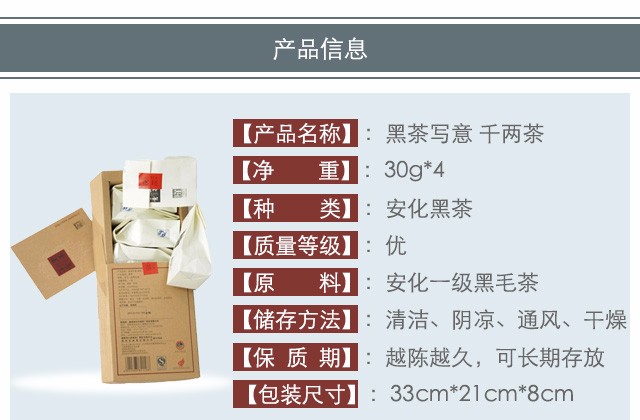 产品信息
【产品名称】：黑茶写意 千两茶
【净 重】：30g*4
【种 类】：安化黑茶
【质量等级】：优
【原 料】：安化一级黑毛茶
【储存方法】：清洁、阴凉、通风、干燥
【保 质 期】：越陈越久，可长期存放
【包装尺寸】：33cm*21cm*8cm